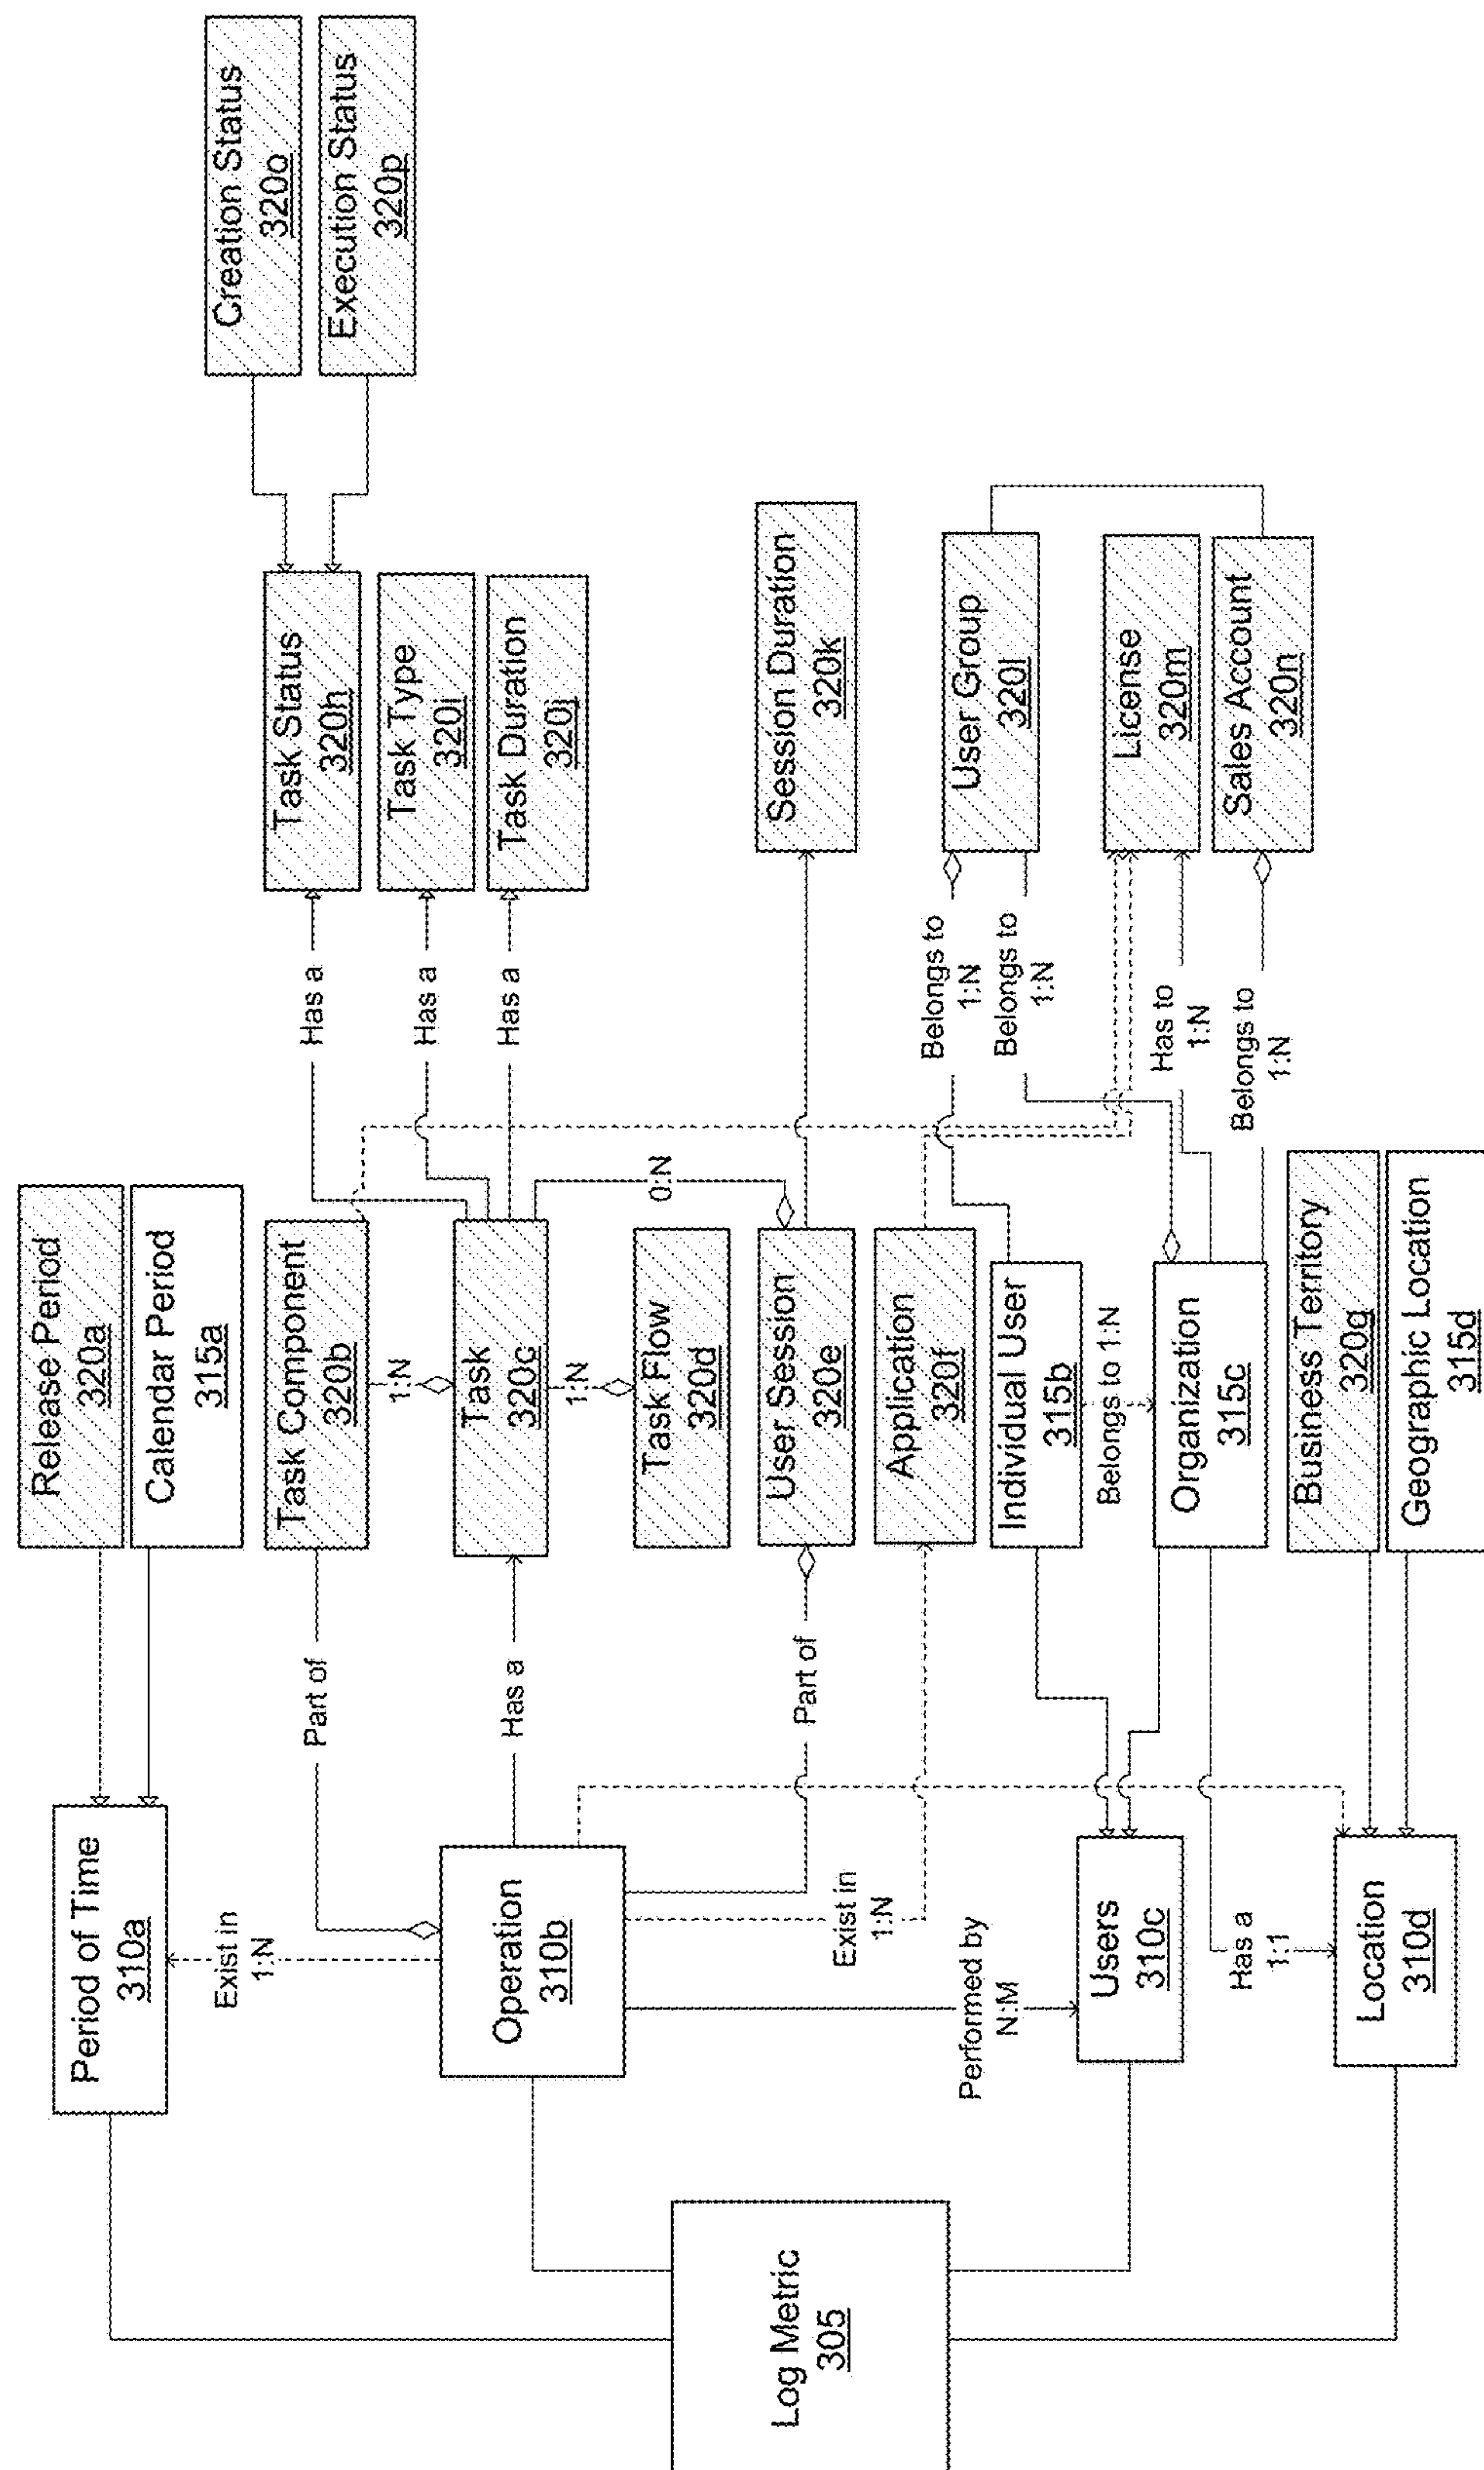 Log Metric
305
Period of Time
310a
Exist in
1:N
Operation
310b
Performed by
N:M
Users
310c
Has a
1:1
Location
310d
Part of
Has a
Part of
Exist in
1:N
Release Period
320a
Calendar Period
315a
Task Component
320b
1:N
Task
320c
1:N
Task Flow
320d
0:N
User Session
320e
Application
320f
Individual User
315b
Belongs to 1:N
Organization
315c
Business Territory
320g
Geographic Location
315d
Has a
Has a
Has a
Belongs to
1:N
Belongs to
1:N
Has to
1:N
Belongs to
1:N
Task Status
320h
Task Type
320i
Task Duration
320j
Session Duration
320k
User Group
320l
License
320m
Sales Account
320n
Creation Status
320o
Execution Status
320p